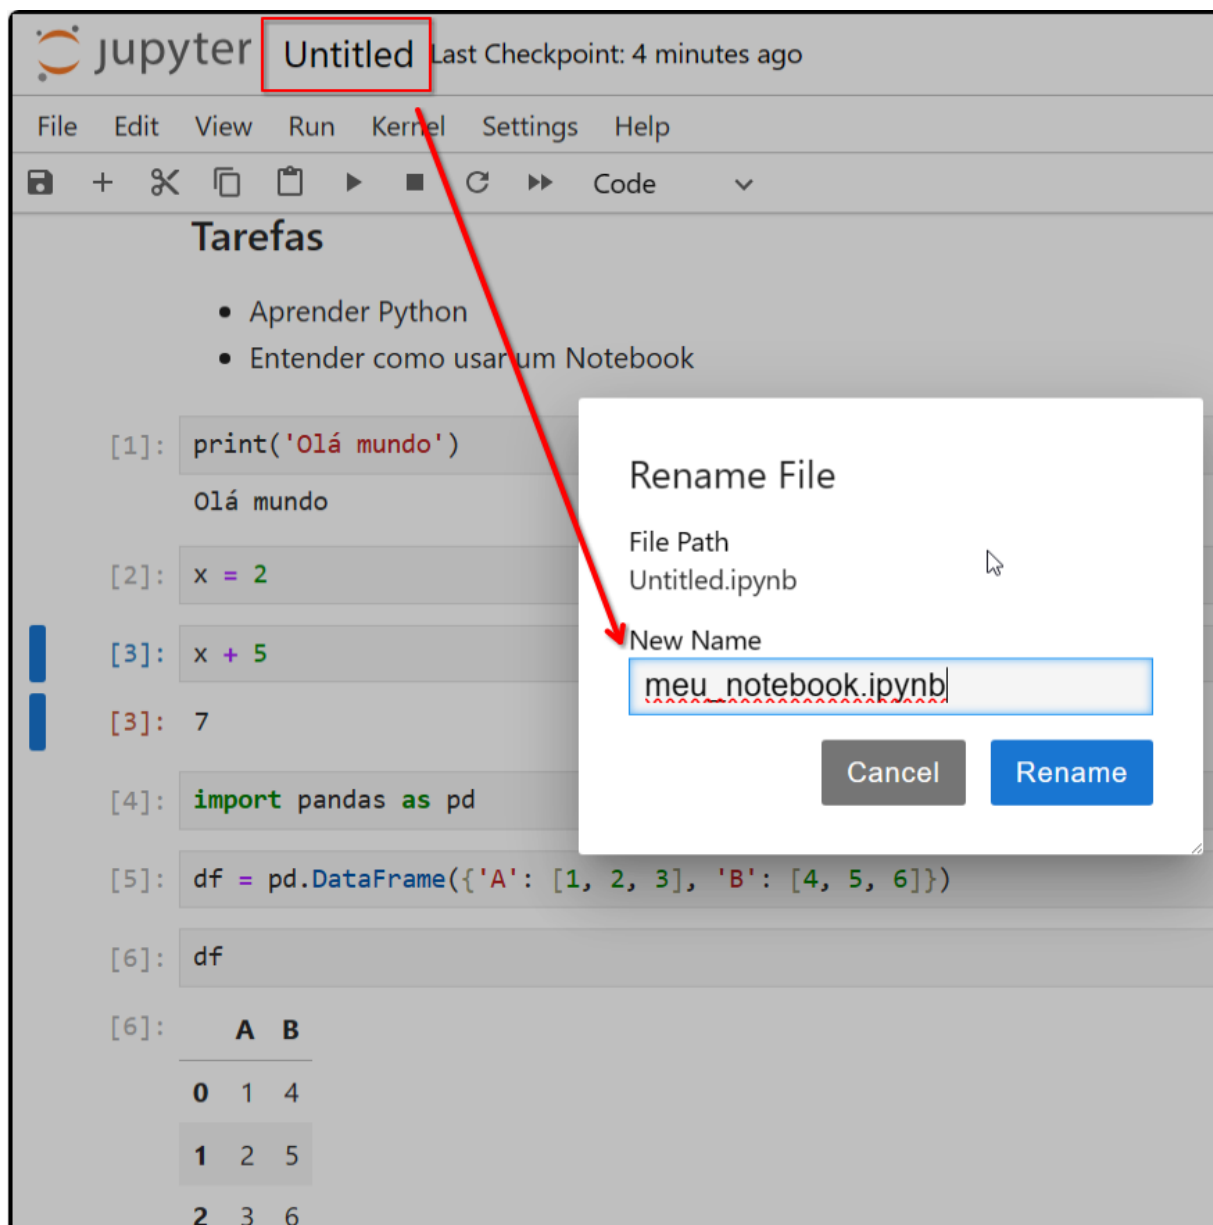 jupyter Untitled Last Checkpoint: 4 minutes ago
File Edit View Run Kernel Settings Help
Code
Tarefas
Aprender Python
Entender como usar um Notebook
[1]: print('Olá mundo')
Olá mundo
[2]: x = 2
[3]: x + 5
[3]: 7
[4]: import pandas as pd
[5]: df = pd.DataFrame({'A': [1, 2, 3], 'B': [4, 5, 6]})
[6]: df
[6]: A B
0 1 4
1 2 5
2 3 6
Rename File
File Path
Untitled.ipynb
New Name
meu_notebook.ipynb
Cancel Rename